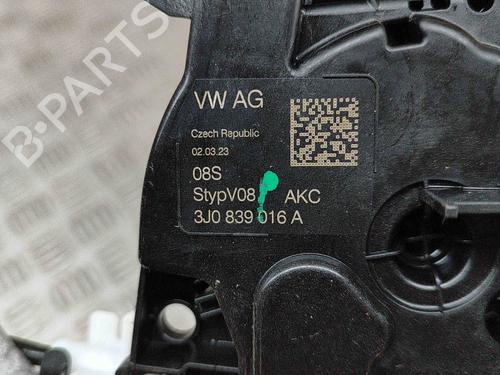 B-PARTS
VW AG
Czech Republic
02.03.23
08S
StypV08 AKC
3J0 839 016 A